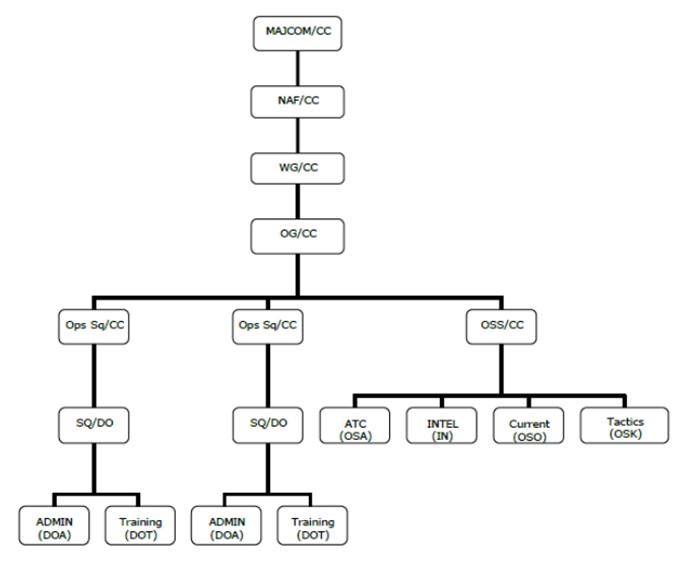 MAJCOM/CC
NAF/CC
WG/CC
OG/CC
Ops Sq/CC
Ops Sq/CC
OSS/CC
SQ/DO
SQ/DO
ATC
(OSA)
INTEL
(IN)
Current
(OSO)
Tactics
(OSK)
ADMIN
(DOA)
Training
(DOT)
ADMIN
(DOA)
Training
(DOT)